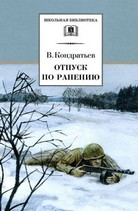 ШКОЛЬНАЯ БИБЛИОТЕКА
В. Кондратьев
ОТПУСК
ПО РАНЕНИЮ